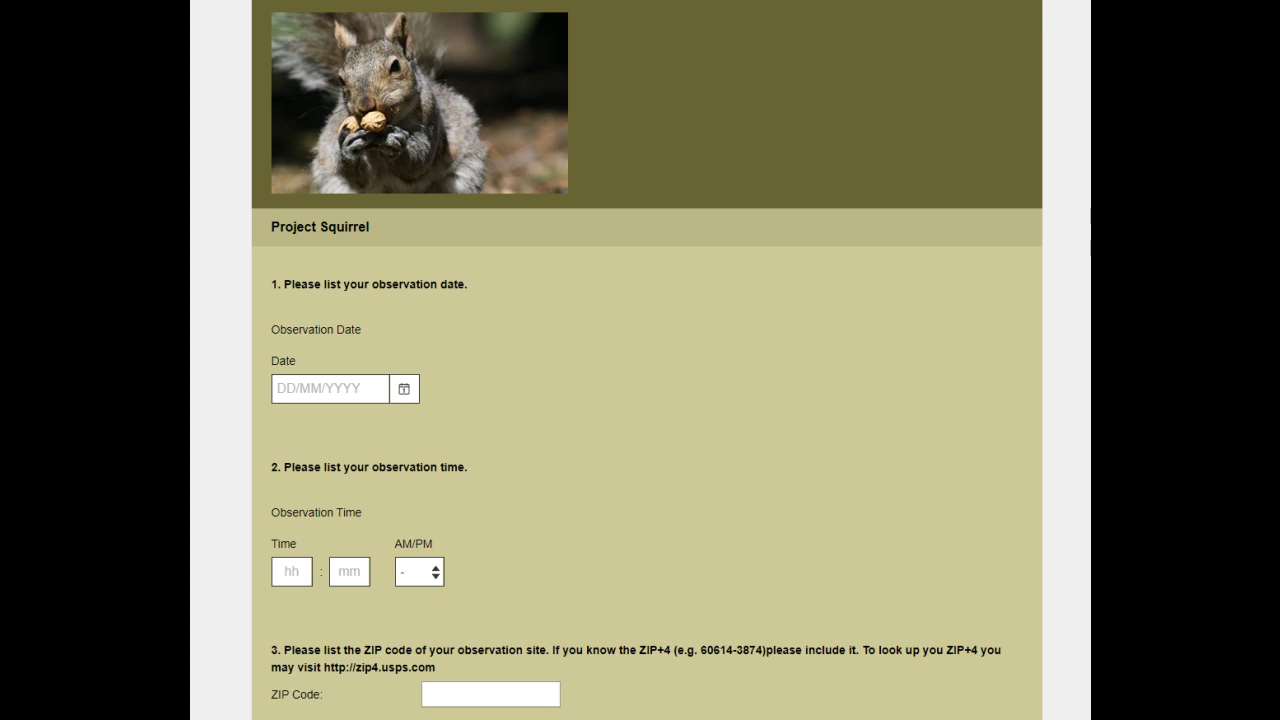 Project Squirrel
1. Please list your observation date.
Observation Date
Date
DD/MM/YYYY
2. Please list your observation time.
Observation Time
Time AM/PM
hh : mm -
3. Please list the ZIP code of your observation site. If you know the ZIP+4 (e.g. 60614-3874)please include it. To look up you ZIP+4 you
may visit http://zip4.usps.com
ZIP Code: